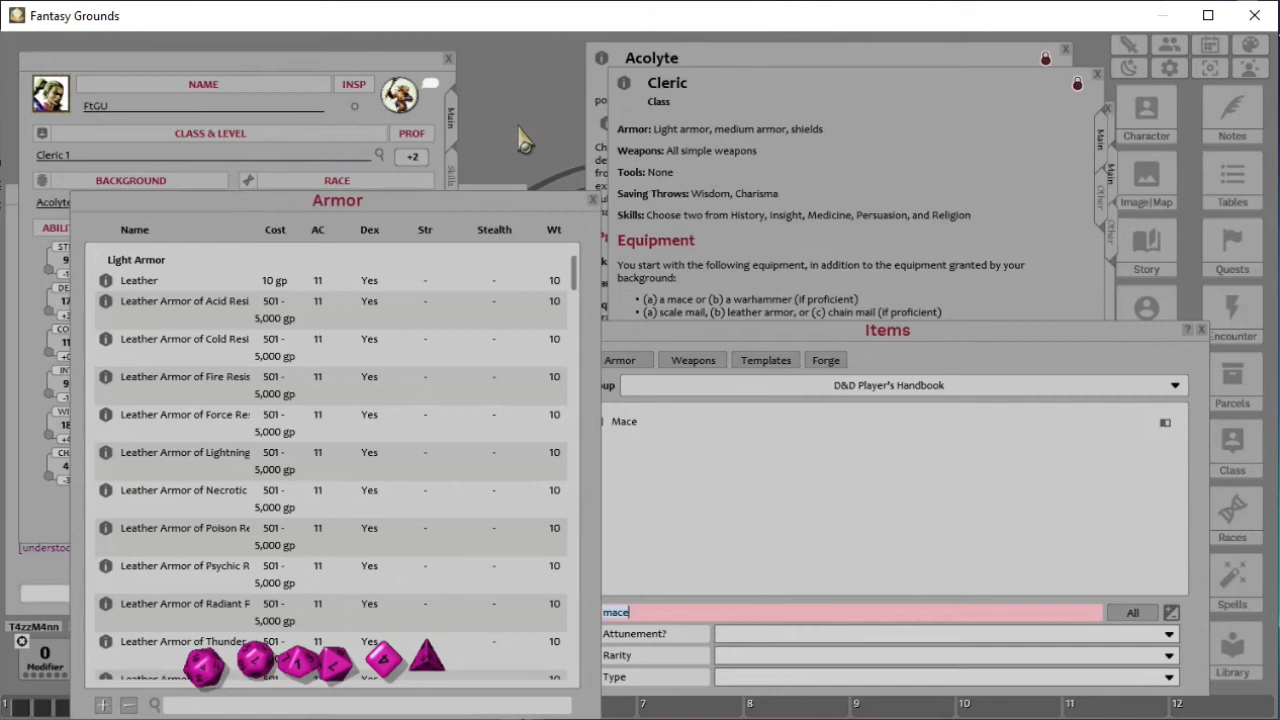 Fantasy Grounds
NAME
INSP
FtGU
CLASS & LEVEL
PROF
Cleric 1
+2
BACKGROUND
RACE
Acolyte
Main
Skills
Acolyte
Cleric
Class
Armor: Light armor, medium armor, shields
Weapons: All simple weapons
Tools: None
Saving Throws: Wisdom, Charisma
Skills: Choose two from History, Insight, Medicine, Persuasion, and Religion
Equipment
You start with the following equipment, in addition to the equipment granted by your
background:
• (a) a mace or (b) a warhammer (if proficient)
• (a) scale mail, (b) leather armor, or (c) chain mail (if proficient)
Main
Other
Main
Other
Armor
Name Cost AC Dex Str Stealth Wt
Light Armor
Leather 10 gp 11 Yes - - 10
Leather Armor of Acid Resi 501 - 11 Yes - - 10
5,000 gp
Leather Armor of Cold Resi 501 - 11 Yes - - 10
5,000 gp
Leather Armor of Fire Resis 501 - 11 Yes - - 10
5,000 gp
Leather Armor of Force Re 501 - 11 Yes - - 10
5,000 gp
Leather Armor of Lightning 501 - 11 Yes - - 10
5,000 gp
Leather Armor of Necrotic 501 - 11 Yes - - 10
5,000 gp
Leather Armor of Poison Re 501 - 11 Yes - - 10
5,000 gp
Leather Armor of Psychic R 501 - 11 Yes - - 10
5,000 gp
Leather Armor of Radiant F 501 - 11 Yes - - 10
5,000 gp
Leather Armor of Thunder 501 - 11 Yes - - 10
Items
Armor Weapons Templates Forge
oup D&D Player's Handbook
Mace
mace
All
Attunement?
Rarity
Type
Character Notes
Image|Map Tables
Story Quests
Encounter
Parcels
Class
Races
Spells
Library
[understoo
T4zzM4nn
0
Modifier
1 7 8 9 10 11 12